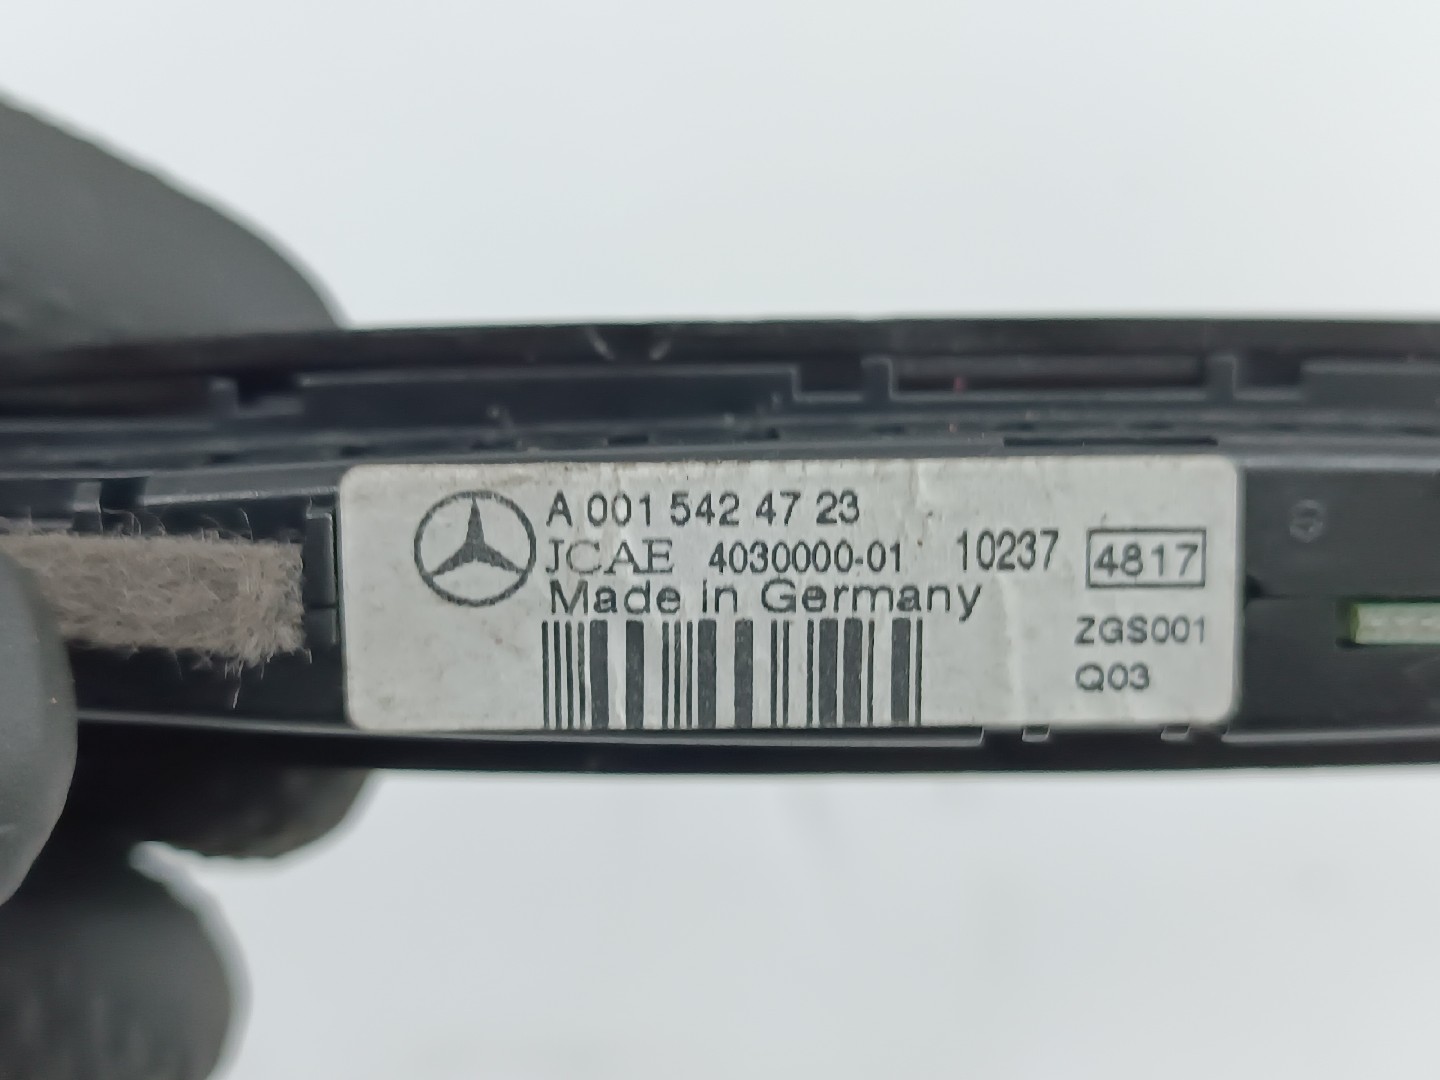 A 001 542 47 23
JCAE 4030000-01 10237 4817
Made in Germany
ZGS001
Q03